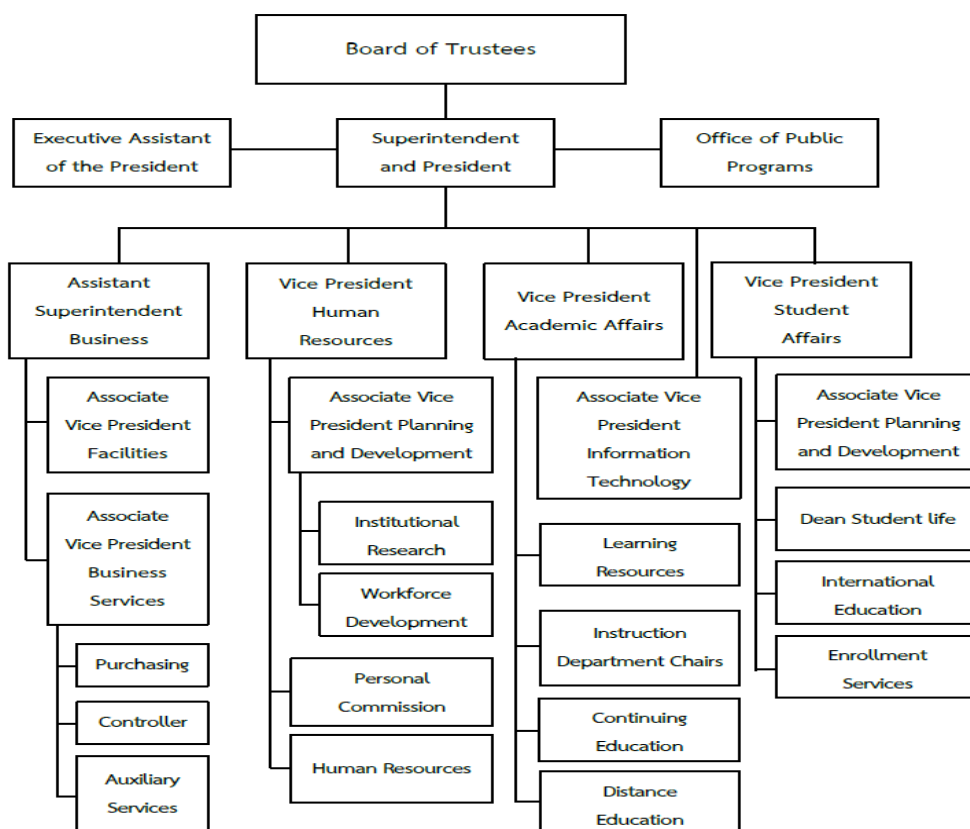 Board of Trustees
Executive Assistant
of the President
Superintendent
and President
Office of Public
Programs
Assistant
Superintendent
Business
Vice President
Human
Resources
Vice President
Academic Affairs
Vice President
Student
Affairs
Associate
Vice President
Facilities
Associate
Vice President
Business
Services
Purchasing
Controller
Auxiliary
Services
Associate Vice
President Planning
and Development
Institutional
Research
Workforce
Development
Personal
Commission
Human Resources
Associate Vice
President
Information
Technology
Learning
Resources
Instruction
Department Chairs
Continuing
Education
Distance
Education
Associate Vice
President Planning
and Development
Dean Student life
International
Education
Enrollment
Services